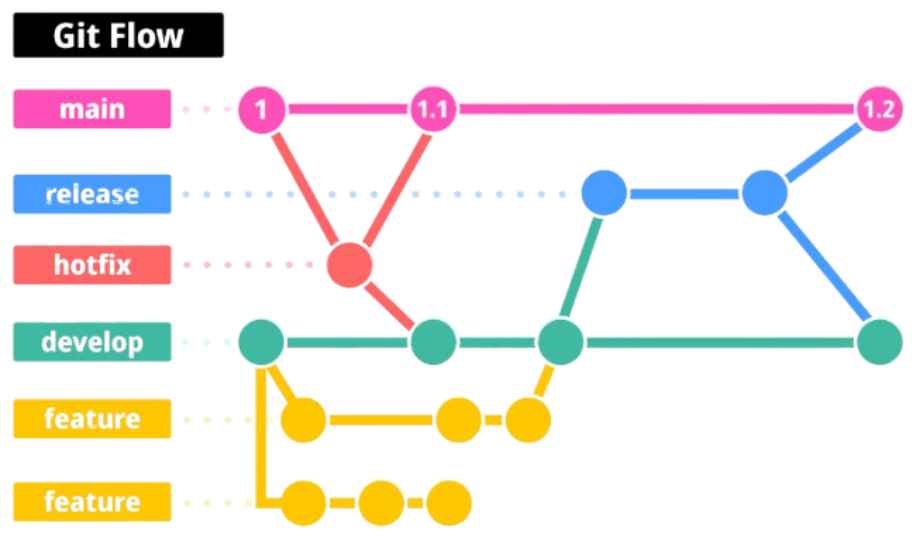 Git Flow
main
1
1.1
1.2
release
hotfix
develop
feature
feature